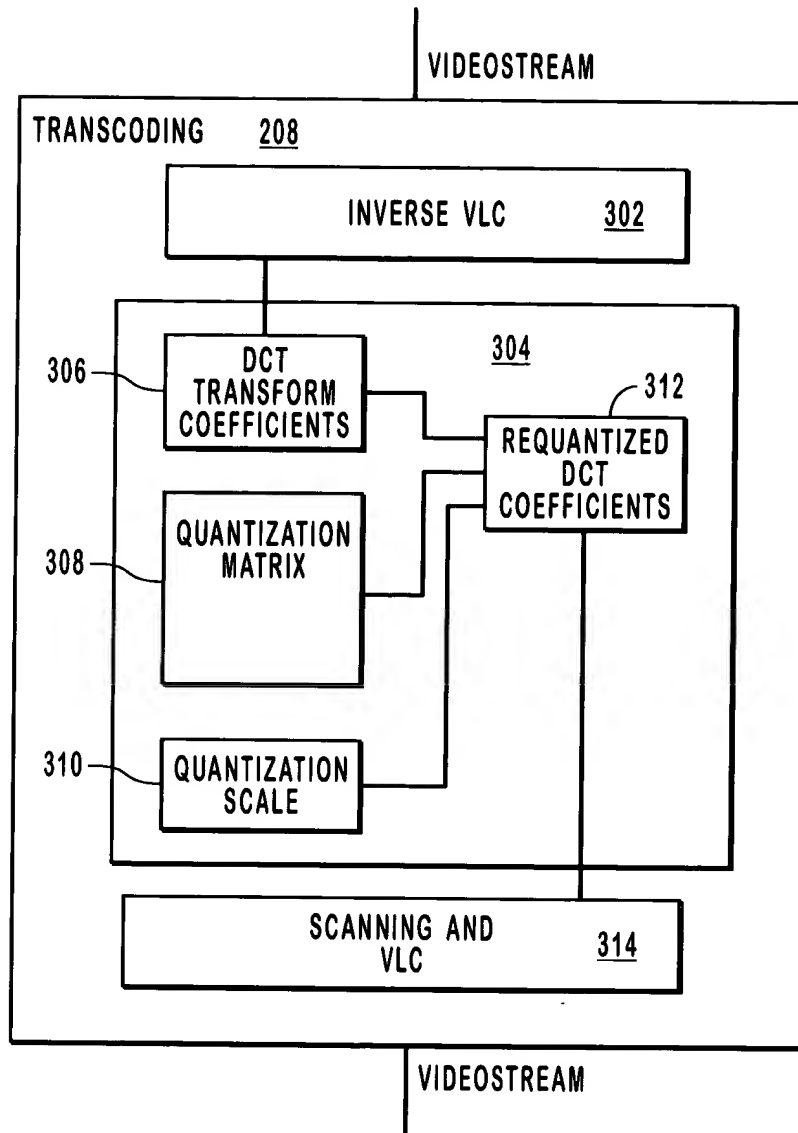 VIDEOSTREAM
TRANSCODING 208
INVERSE VLC 302
304
306
DCT
TRANSFORM
COEFFICIENTS
312
REQUANTIZED
DCT
COEFFICIENTS
308
QUANTIZATION
MATRIX
310
QUANTIZATION
SCALE
SCANNING AND
VLC
314
VIDEOSTREAM